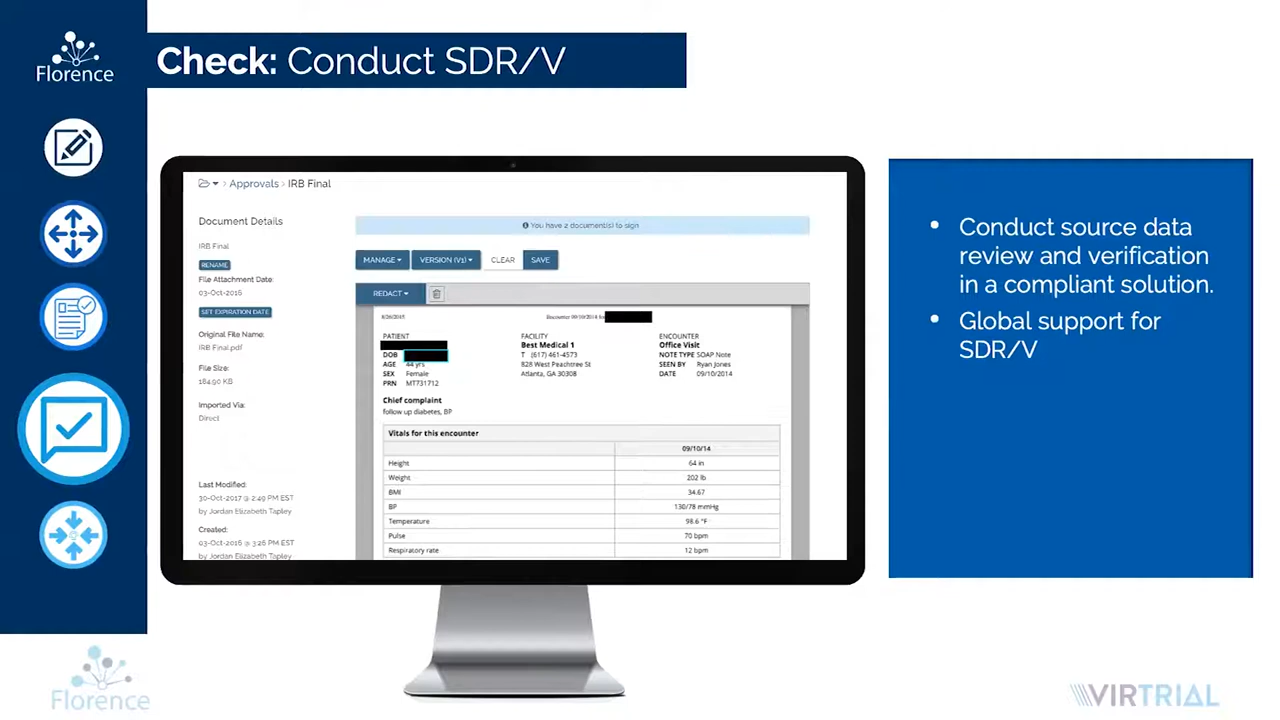 Florence
Check: Conduct SDR/V
> Approvals > IRB Final
Document Details
IRB Final
RENAME
File Attachment Date:
03-Oct-2016
SET EXPIRATION DATE
Original File Name:
IRB Final.pdf
File Size:
184.90 KB
Imported Via:
Direct
Last Modified:
30-Oct-2017 @ 2:49 PM EST
by Jordan Elizabeth Tapley
Created:
03-Oct-2016 @ 3:26 PM EST
by Jordan Elizabeth Tapley
You have 2 document(s) to sign
MANAGE VERSION (V1) CLEAR SAVE
REDACT
8/26/2015 Encounter 09/10/2014 for
PATIENT
DOB
AGE 44 yrs
SEX Female
PRN MT731712
FACILITY
Best Medical 1
T (617) 461-4573
828 West Peachtree St
Atlanta, GA 30308
ENCOUNTER
Office Visit
NOTE TYPE SOAP Note
SEEN BY Ryan Jones
DATE 09/10/2014
Chief complaint
follow up diabetes, BP
Vitals for this encounter
09/10/14
Height 64 in
Weight 202 lb
BMI 34.67
BP 130/78 mmHg
Temperature 98.6 °F
Pulse 70 bpm
Respiratory rate 12 bpm
• Conduct source data
review and verification
in a compliant solution.
• Global support for
SDR/V
Florence
VIRTRIAL